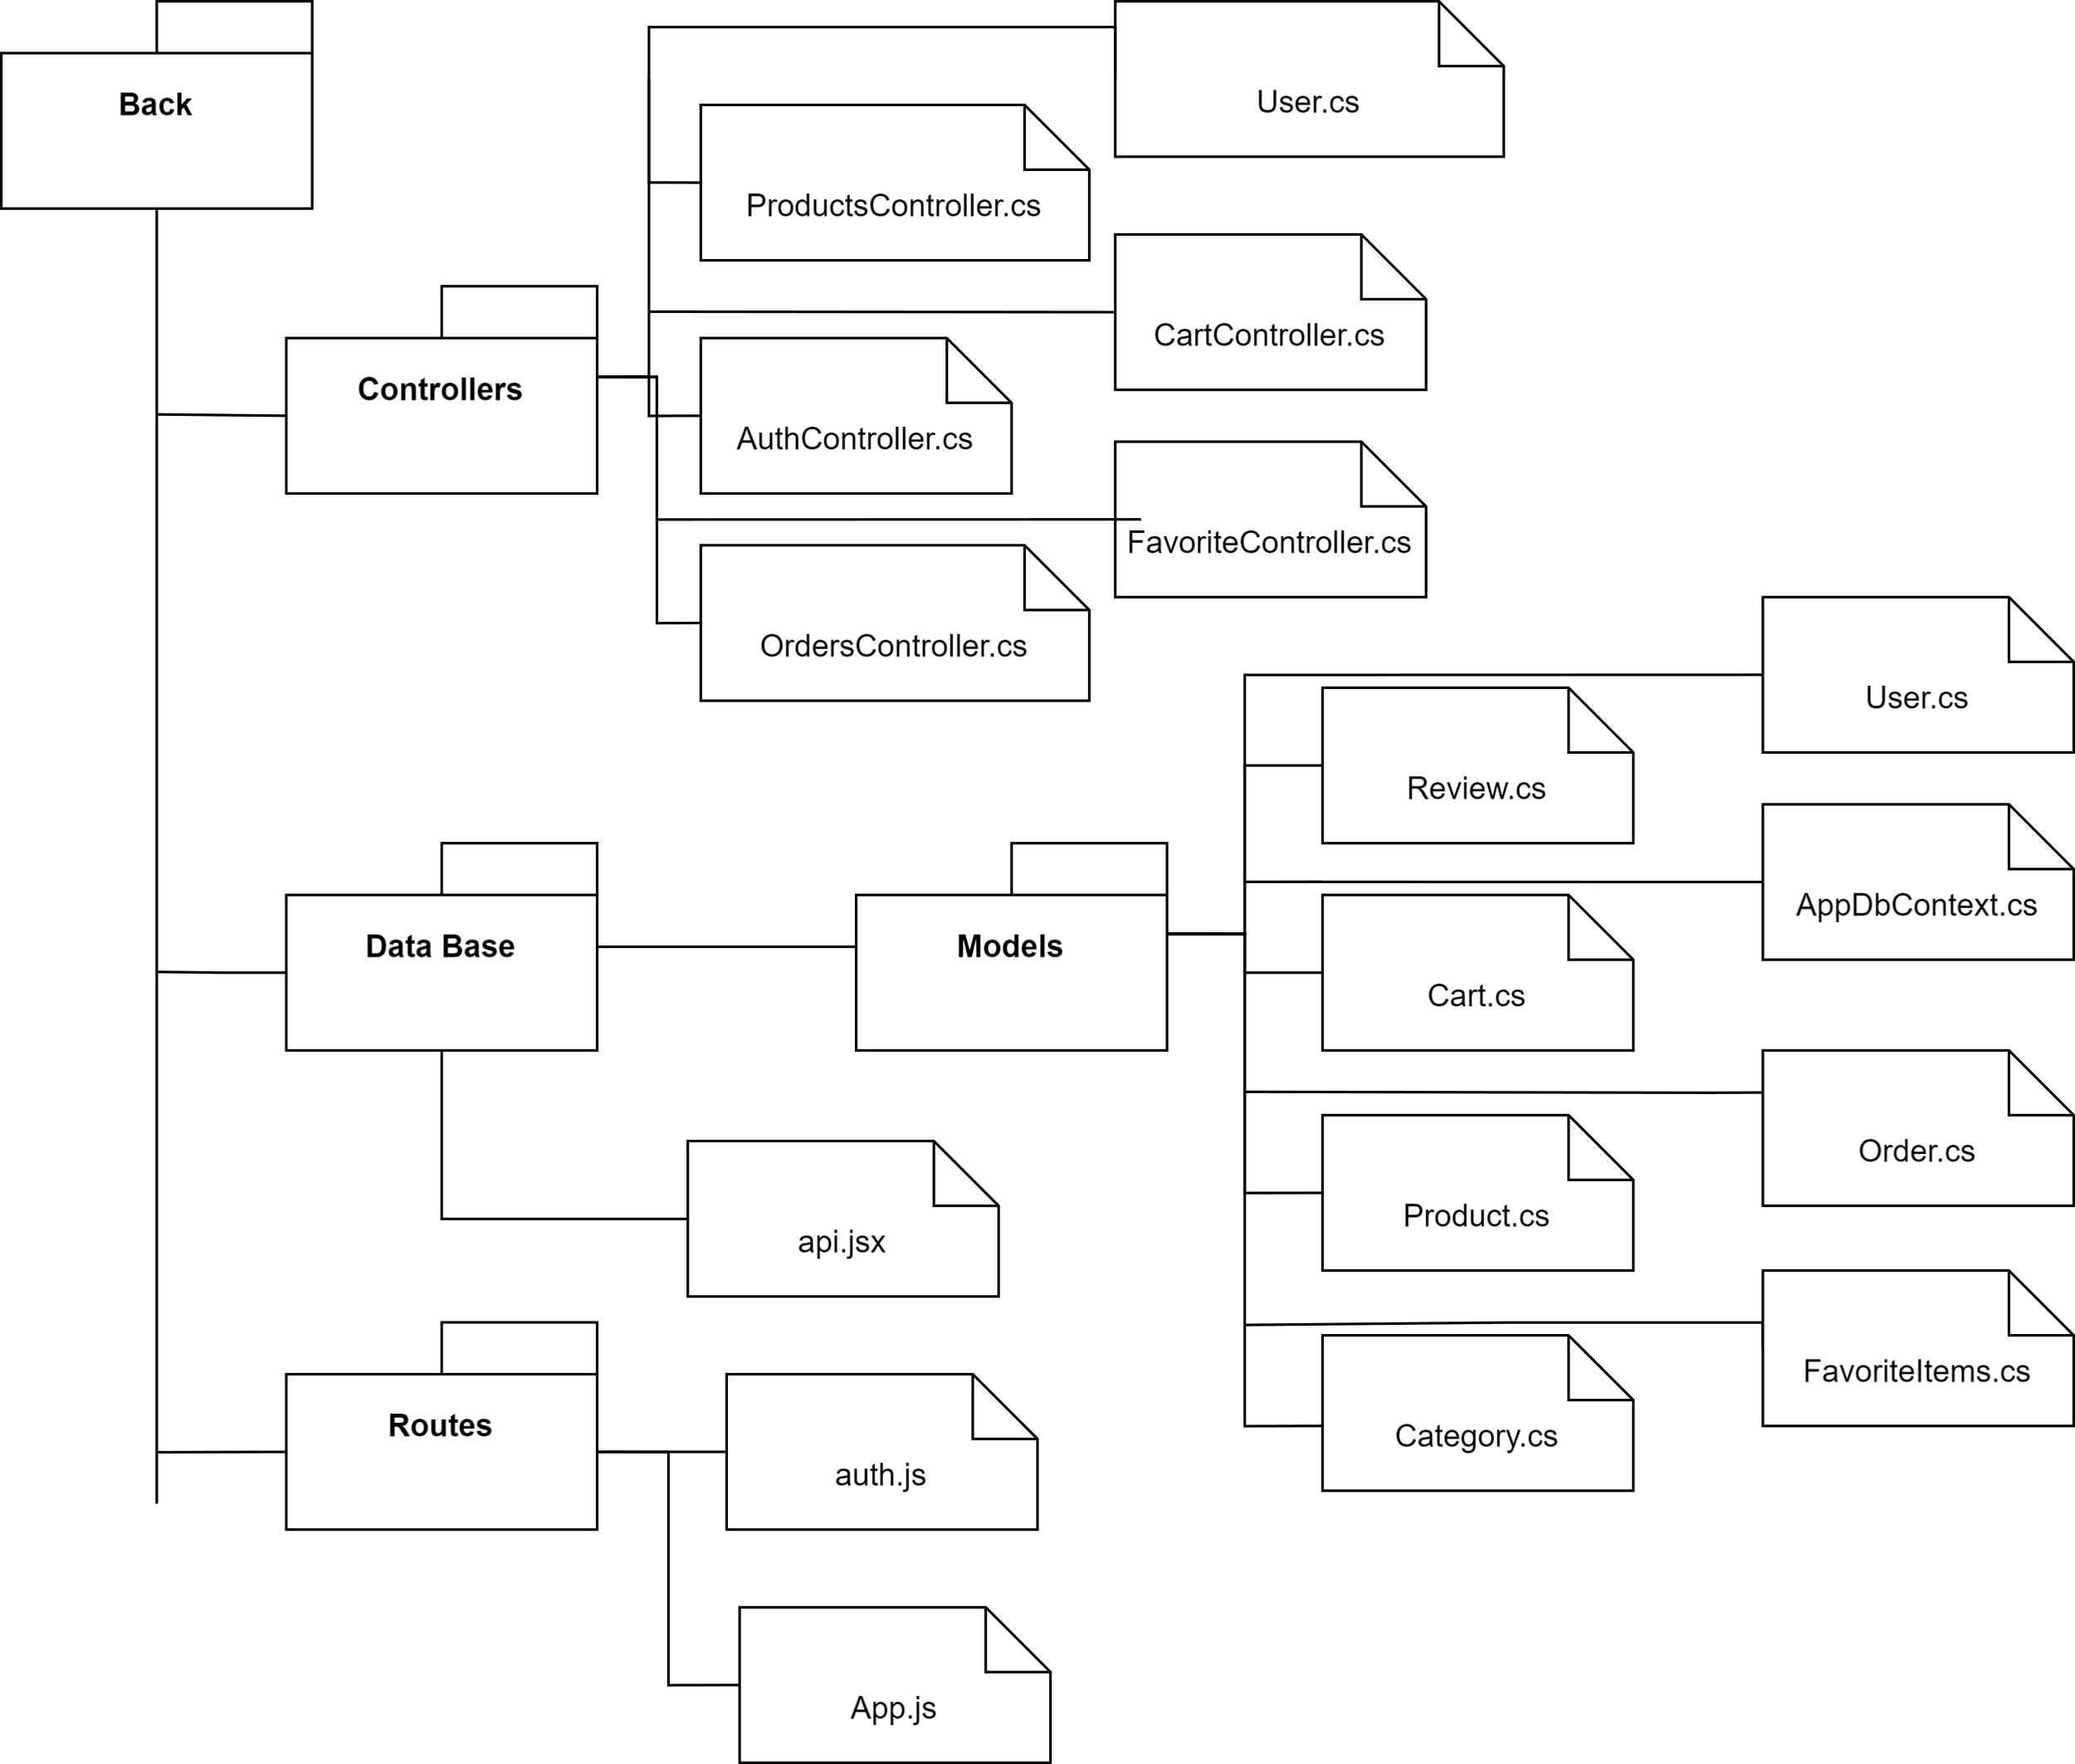 Back
User.cs
ProductsController.cs
CartController.cs
Controllers
AuthController.cs
FavoriteController.cs
OrdersController.cs
User.cs
Review.cs
AppDbContext.cs
Data Base
Models
Cart.cs
Order.cs
Product.cs
api.jsx
FavoriteItems.cs
Routes
Category.cs
auth.js
App.js